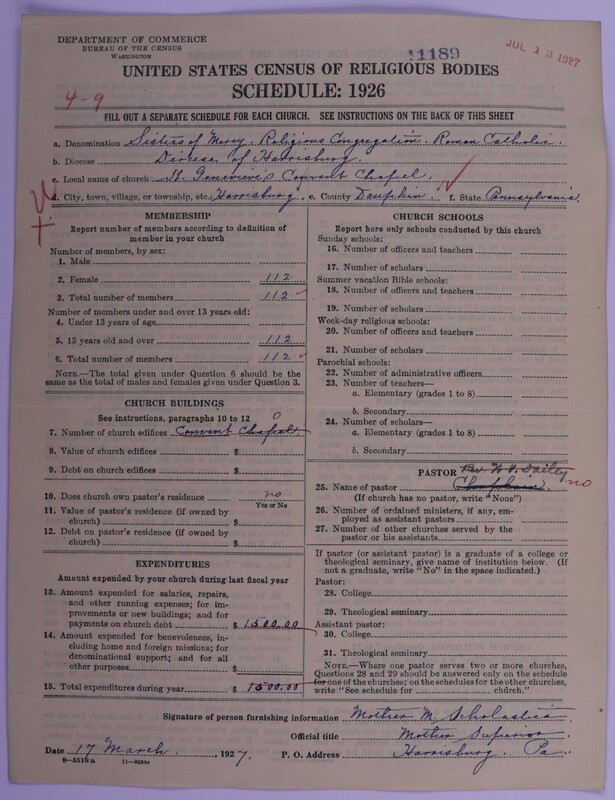 DEPARTMENT OF COMMERCE
BUREAU OF THE CENSUS
WASHINGTON
11189
JUL 13 1927
UNITED STATES CENSUS OF RELIGIOUS BODIES
SCHEDULE: 1926
4-9
FILL OUT A SEPARATE SCHEDULE FOR EACH CHURCH. SEE INSTRUCTIONS ON THE BACK OF THIS SHEET
a. Denomination Sisters of Mercy. Religious Congregation. Roman Catholic.
b. Diocese Diocese of Harrisburg.
c. Local name of church St. Genevieve's Convent Chapel.
d. City, town, village, or township, etc. Harrisburg. e. County Dauphin. f. State Pennsylvania.
MEMBERSHIP
Report number of members according to definition of member in your church
Number of members, by sex:
1. Male
2. Female 112
3. Total number of members 112
Number of members under and over 13 years old:
4. Under 13 years of age
5. 13 years old and over 112
6. Total number of members 112
NOTE.—The total given under Question 6 should be the same as the total of males and females given under Question 3.
CHURCH BUILDINGS
See instructions, paragraphs 10 to 12
7. Number of church edifices Convent Chapel. 0
8. Value of church edifices $
9. Debt on church edifices $
10. Does church own pastor's residence no
Yes or No
11. Value of pastor's residence (if owned by church) $
12. Debt on pastor's residence (if owned by church) $
EXPENDITURES
Amount expended by your church during last fiscal year
13. Amount expended for salaries, repairs, and other running expenses; for improvements or new buildings; and for payments on church debt $ 1500.00
14. Amount expended for benevolences, including home and foreign missions; for denominational support; and for all other purposes $
15. Total expenditures during year $ 1500.00
CHURCH SCHOOLS
Report here only schools conducted by this church
Sunday schools:
16. Number of officers and teachers
17. Number of scholars
Summer vacation Bible schools:
18. Number of officers and teachers
19. Number of scholars
Week-day religious schools:
20. Number of officers and teachers
21. Number of scholars
Parochial schools:
22. Number of administrative officers
23. Number of teachers—
a. Elementary (grades 1 to 8)
b. Secondary
24. Number of scholars—
a. Elementary (grades 1 to 8)
b. Secondary
PASTOR Rev. Dailey
25. Name of pastor Chaplain. no
(If church has no pastor, write "None")
26. Number of ordained ministers, if any, employed as assistant pastors
27. Number of other churches served by the pastor or his assistants
If pastor (or assistant pastor) is a graduate of a college or theological seminary, give name of institution below. (If not a graduate, write "No" in the space indicated.)
Pastor:
28. College
29. Theological seminary
Assistant pastor:
30. College
31. Theological seminary
NOTE.—Where one pastor serves two or more churches, Questions 28 and 29 should be answered only on the schedule for one of the churches; on the schedules for the other churches, write "See schedule for church."
Signature of person furnishing information Mother M. Scholastica
Official title Mother Superior.
Date 17 March, 1927. P. O. Address Harrisburg. Pa.
8-5518a